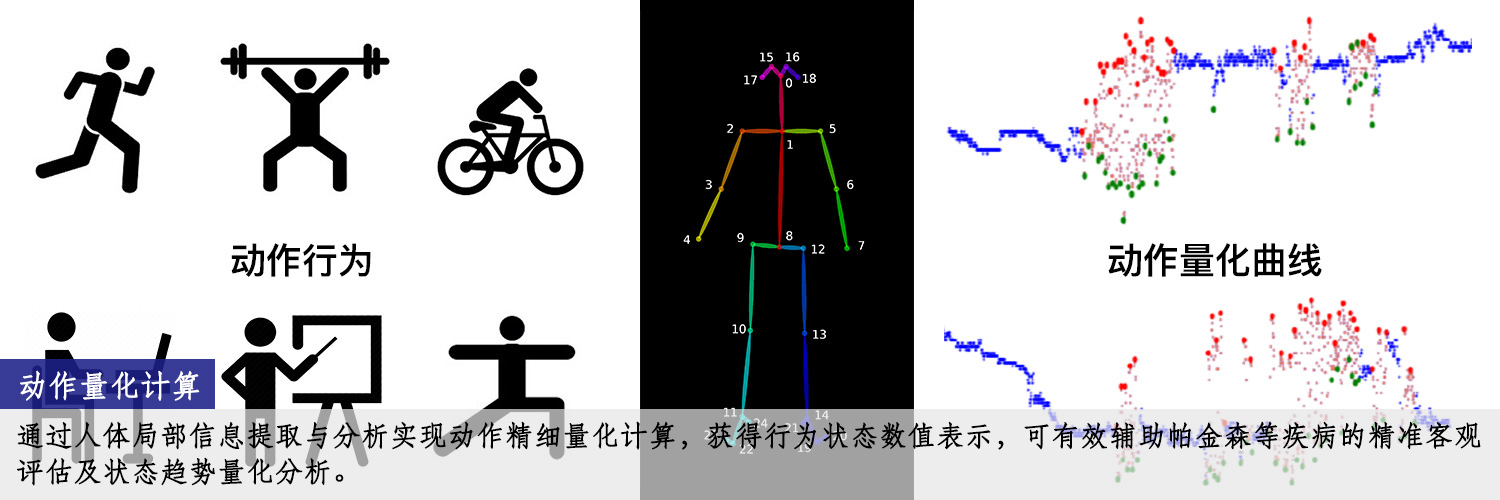 15 16
17 18
0
2 5
1
3 6
4 7
9 8 12
10 13
11 14
24 21
22 19
动作行为
动作量化曲线
动作量化计算
通过人体局部信息提取与分析实现动作精细量化计算，获得行为状态数值表示，可有效辅助帕金森等疾病的精准客观
评估及状态趋势量化分析。